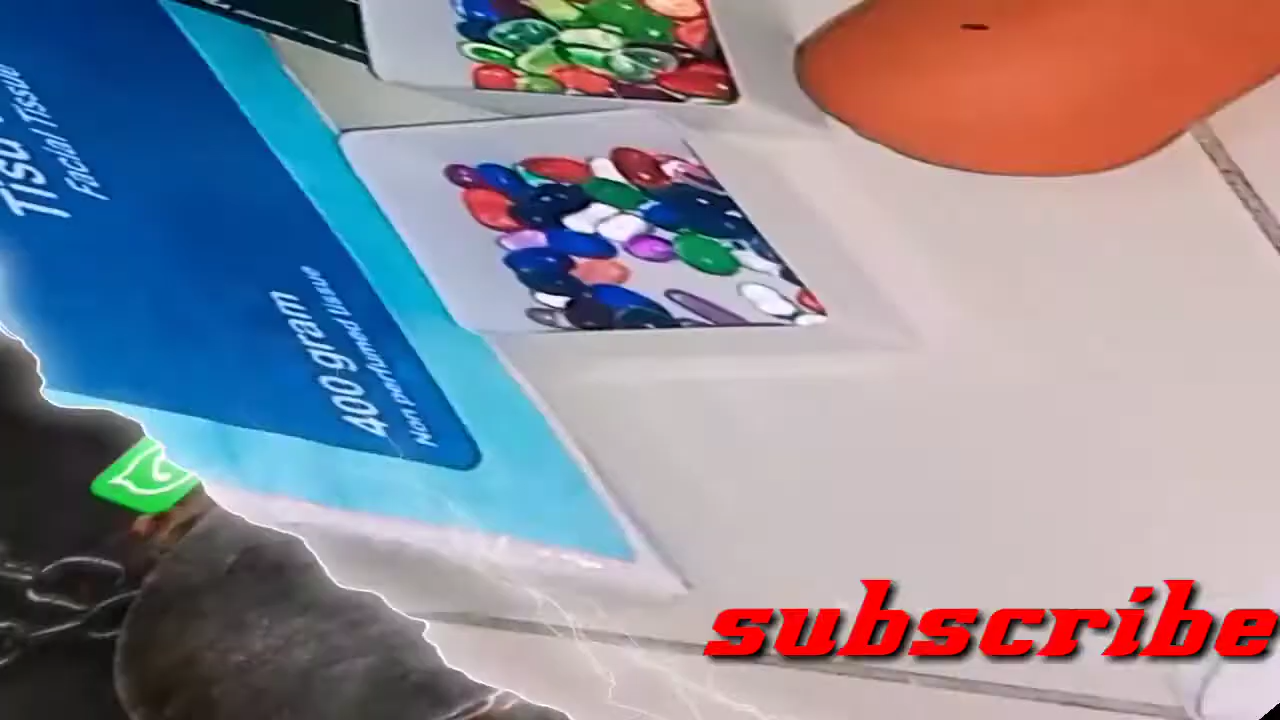 Tisu
Facial Tissue
400 gram
Non perfumed tissue
subscribe